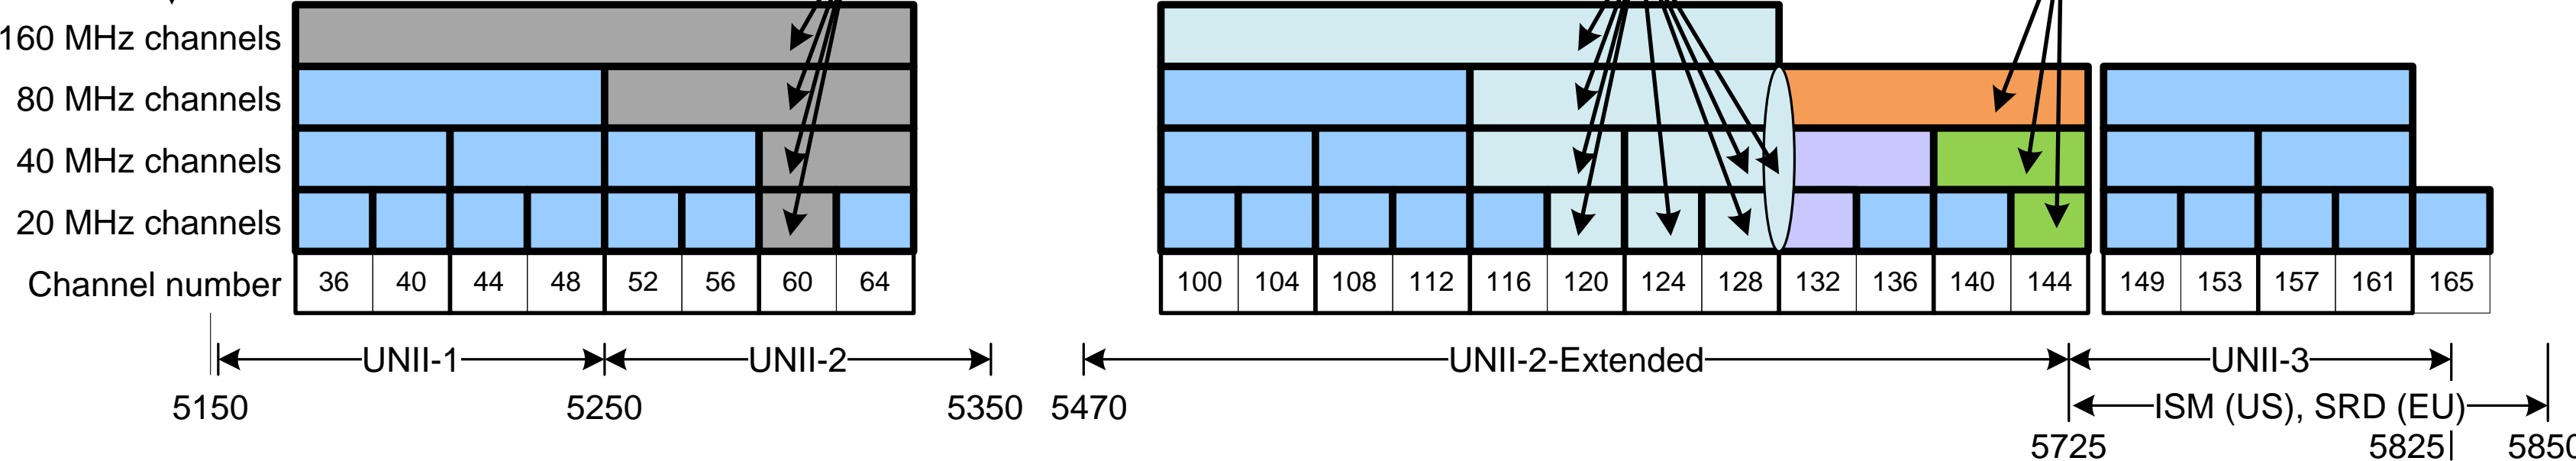 160 MHz channels
80 MHz channels
40 MHz channels
20 MHz channels
Channel number 36 40 44 48 52 56 60 64 100 104 108 112 116 120 124 128 132 136 140 144 149 153 157 161 165
UNII-1 UNII-2 UNII-2-Extended UNII-3
5150 5250 5350 5470 ISM (US), SRD (EU)
5725 5825 5850